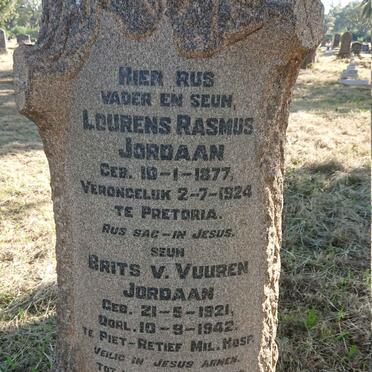 HIER RUS
VADER EN SEUN,
LOURENS RASMUS
JORDAAN
GEB. 10-1-1877,
VERONGELUK 2-7-1924
TE PRETORIA.
RUS SAG-IN JESUS.
SEUN
BRITS V. VUUREN
JORDAAN
GEB. 21-5-1921,
OORL. 10-9-1942.
TE PIET-RETIEF MIL. HOSP.
VEILIG IN JESUS ARMEN.